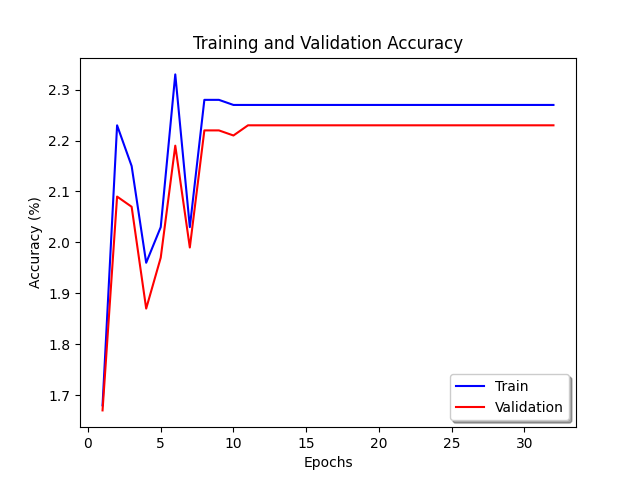 Training and Validation Accuracy
Accuracy (%)
2.3
2.2
2.1
2.0
1.9
1.8
1.7
0 5 10 15 20 25 30
Epochs
Train
Validation